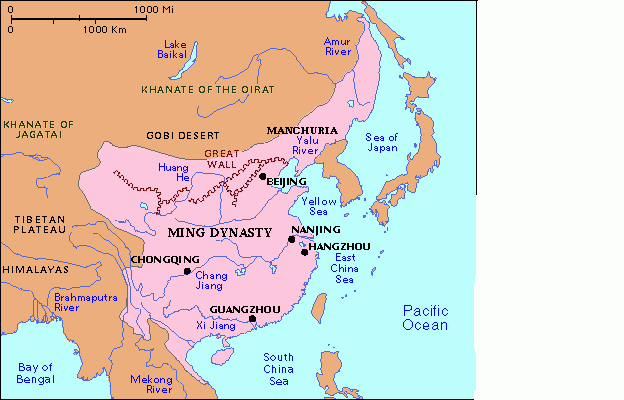 0 1000 Mi
0 1000 Km
Lake
Baikal
Amur
River
KHANATE OF THE OIRAT
KHANATE OF
JAGATAI
GOBI DESERT
MANCHURIA
Yalu
River
Sea of
Japan
GREAT
WALL
Huang
He
BEIJING
Yellow
Sea
TIBETAN
PLATEAU
MING DYNASTY
NANJING
HANGZHOU
East
China
Sea
CHONGQING
Chang
Jiang
HIMALAYAS
Brahmaputra
River
GUANGZHOU
Xi Jiang
Pacific
Ocean
Bay of
Bengal
Mekong
River
South
China
Sea